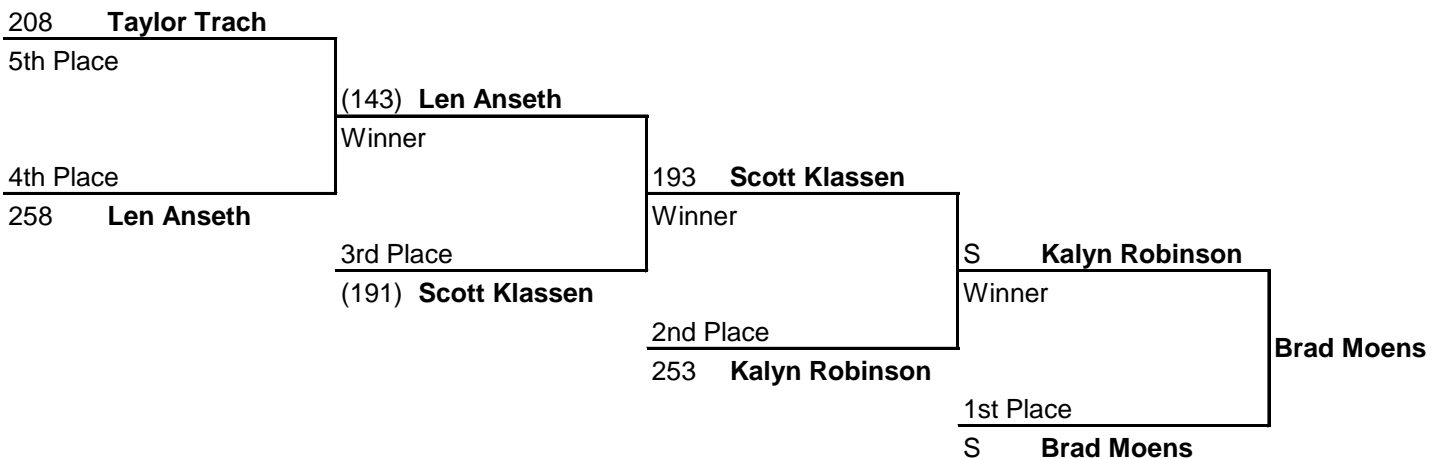 208 Taylor Trach
5th Place
(143) Len Anseth
Winner
4th Place
258 Len Anseth
193 Scott Klassen
Winner
3rd Place
(191) Scott Klassen
S Kalyn Robinson
Winner
2nd Place
253 Kalyn Robinson
Brad Moens
1st Place
S Brad Moens